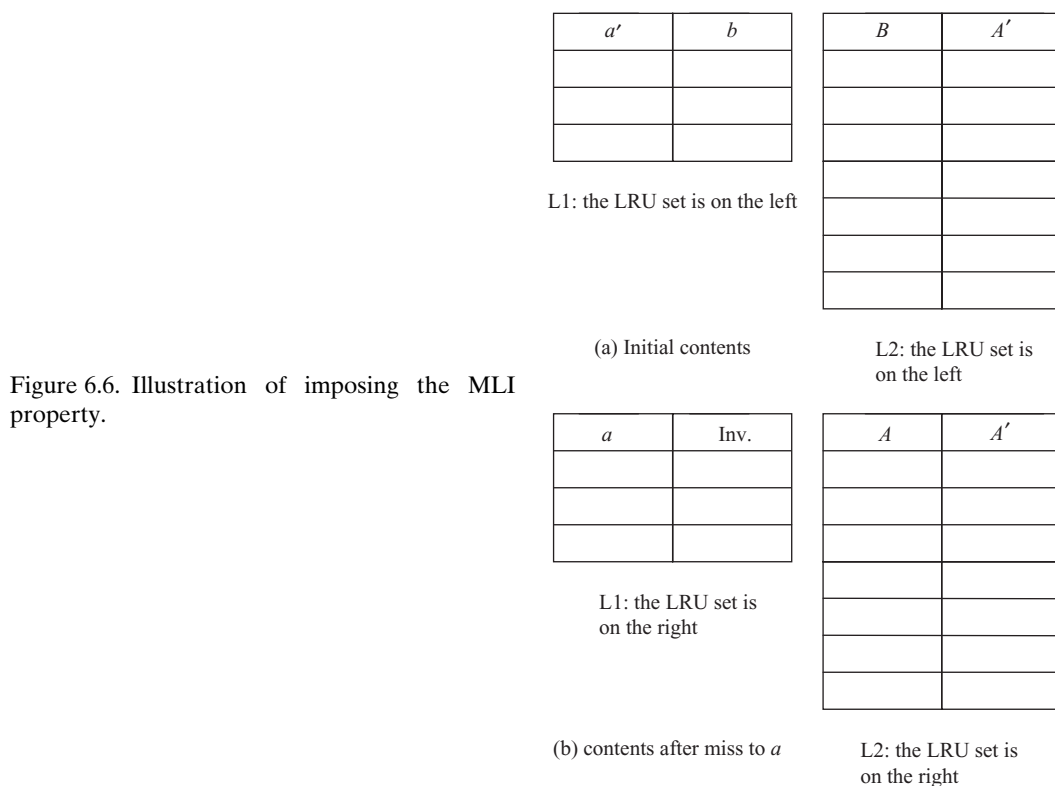 a′ b
B A′
L1: the LRU set is on the left
(a) Initial contents
L2: the LRU set is
on the left
Figure 6.6. Illustration of imposing the MLI
property.
a Inv.
A A′
L1: the LRU set is
on the right
(b) contents after miss to a
L2: the LRU set is
on the right